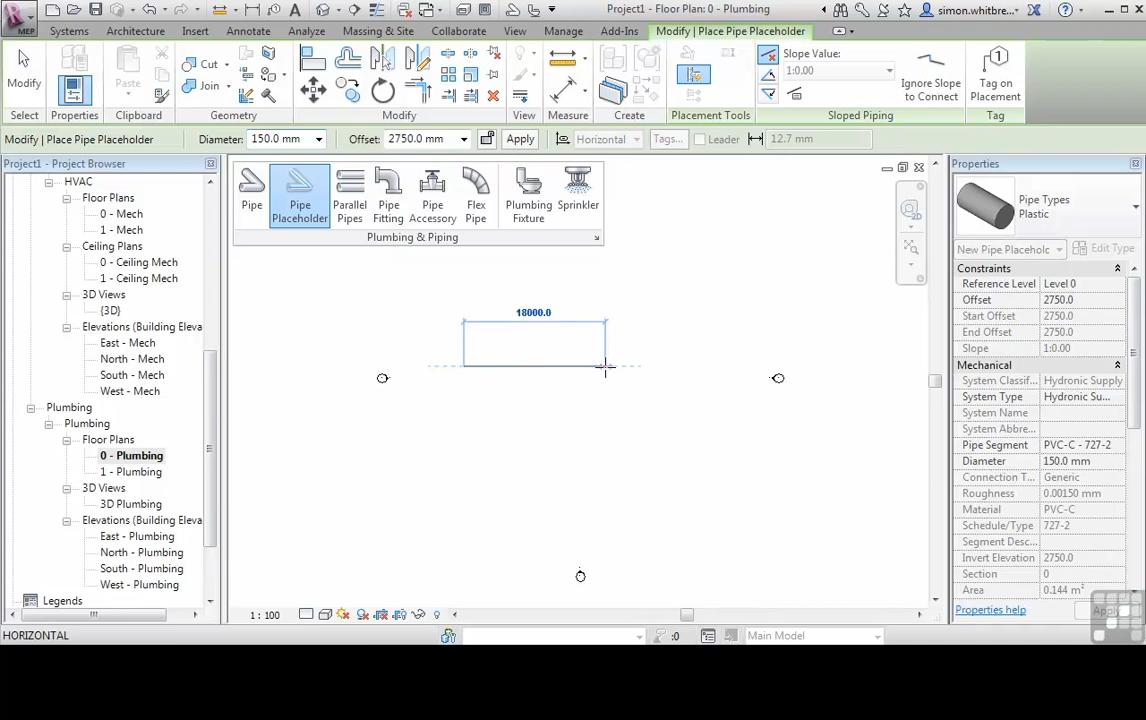 Project1 - Floor Plan: 0 - Plumbing
simon.whitbre...
MEP
Systems
Architecture
Insert
Annotate
Analyze
Massing & Site
Collaborate
View
Manage
Add-Ins
Modify | Place Pipe Placeholder
Modify
Paste
Cut
Join
Slope Value:
1:0.00
Ignore Slope
to Connect
Tag on
Placement
Select
Properties
Clipboard
Geometry
Modify
View
Measure
Create
Placement Tools
Sloped Piping
Tag
Modify | Place Pipe Placeholder
Diameter:
150.0 mm
Offset:
2750.0 mm
Apply
Horizontal
Tags...
Leader
12.7 mm
Project1 - Project Browser
HVAC
Floor Plans
0 - Mech
1 - Mech
Ceiling Plans
0 - Ceiling Mech
1 - Ceiling Mech
3D Views
{3D}
Elevations (Building Eleva
East - Mech
North - Mech
South - Mech
West - Mech
Plumbing
Plumbing
Floor Plans
0 - Plumbing
1 - Plumbing
3D Views
3D Plumbing
Elevations (Building Eleva
East - Plumbing
North - Plumbing
South - Plumbing
West - Plumbing
Legends
Pipe
Pipe
Placeholder
Parallel
Pipes
Pipe
Fitting
Pipe
Accessory
Flex
Pipe
Plumbing
Fixture
Sprinkler
Plumbing & Piping
18000.0
2D
Properties
Pipe Types
Plastic
New Pipe Placehol
Edit Type
Constraints
Reference Level Level 0
Offset 2750.0
Start Offset 2750.0
End Offset 2750.0
Slope 1:0.00
Mechanical
System Classif... Hydronic Supply
System Type Hydronic Su...
System Name
System Abbre...
Pipe Segment PVC-C - 727-2
Diameter 150.0 mm
Connection T... Generic
Roughness 0.00150 mm
Material PVC-C
Schedule/Type 727-2
Segment Desc...
Invert Elevation 2750.0
Section 0
Area 0.144 m²
Properties help
Apply
1 : 100
HORIZONTAL
:0
Main Model